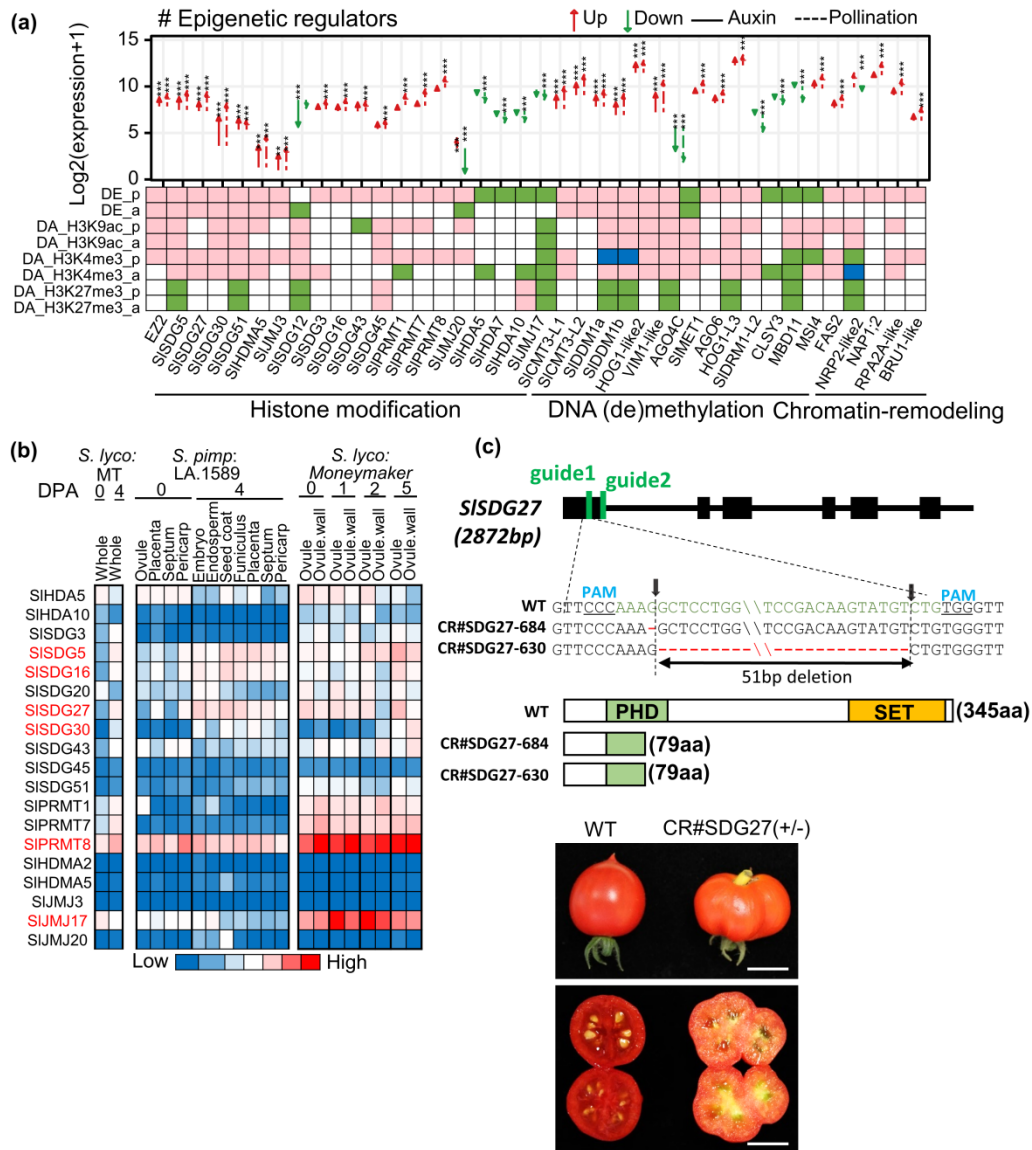 (a)
# Epigenetic regulators
Up Down Auxin Pollination
Log2(expression+1)
15
10
5
0
DE_p
DE_a
DA_H3K9ac_p
DA_H3K9ac_a
DA_H3K4me3_p
DA_H3K4me3_a
DA_H3K27me3_p
DA_H3K27me3_a
EZ2
SlSDG5
SlSDG27
SlSDG30
SlSDG51
SlHDMA5
SlJMJ3
SlSDG12
SlSDG3
SlSDG16
SlSDG43
SlSDG45
SlPRMT1
SlPRMT7
SlPRMT8
SlJMJ20
SlHDA5
SlHDA7
SlHDA10
SlJMJ17
SlCMT3-L1
SlCMT3-L2
SlDDM1a
SlDDM1b
HOG1-like2
VIM1-like
AGO4C
SlMET1
AGO6
HOG1-L3
SlDRM1-L2
CLSY3
MBD11
MSI4
FAS2
NRP2-like2
NAP1;2
RPA2A-like
BRU1-like
Histone modification
DNA (de)methylation
Chromatin-remodeling
(b)
S. lyco: MT
S. pimp: LA.1589
S. lyco: Moneymaker
DPA 0 4 0 4 0 1 2 5
Whole
Whole
Ovule
Placenta
Septum
Pericarp
Embryo
Endosperm
Seed coat
Funiculus
Placenta
Septum
Pericarp
Ovule
Ovule.wall
Ovule
Ovule.wall
Ovule
Ovule.wall
Ovule
Ovule.wall
SlHDA5
SlHDA10
SlSDG3
SlSDG5
SlSDG16
SlSDG20
SlSDG27
SlSDG30
SlSDG43
SlSDG45
SlSDG51
SlPRMT1
SlPRMT7
SlPRMT8
SlHDMA2
SlHDMA5
SlJMJ3
SlJMJ17
SlJMJ20
Low High
(c)
guide1
guide2
SlSDG27
(2872bp)
PAM PAM
WT GTTCCCAAAGGCTCCTGG\\TCCGACAAGTATGTCTGTGGGTT
CR#SDG27-684 GTTCCCAAA-GCTCCTGG\\TCCGACAAGTATGTCTGTGGGTT
CR#SDG27-630 GTTCCCAAAG--------\\---------------CTGTGGGTT
51bp deletion
WT PHD SET (345aa)
CR#SDG27-684 (79aa)
CR#SDG27-630 (79aa)
WT CR#SDG27(+/-)